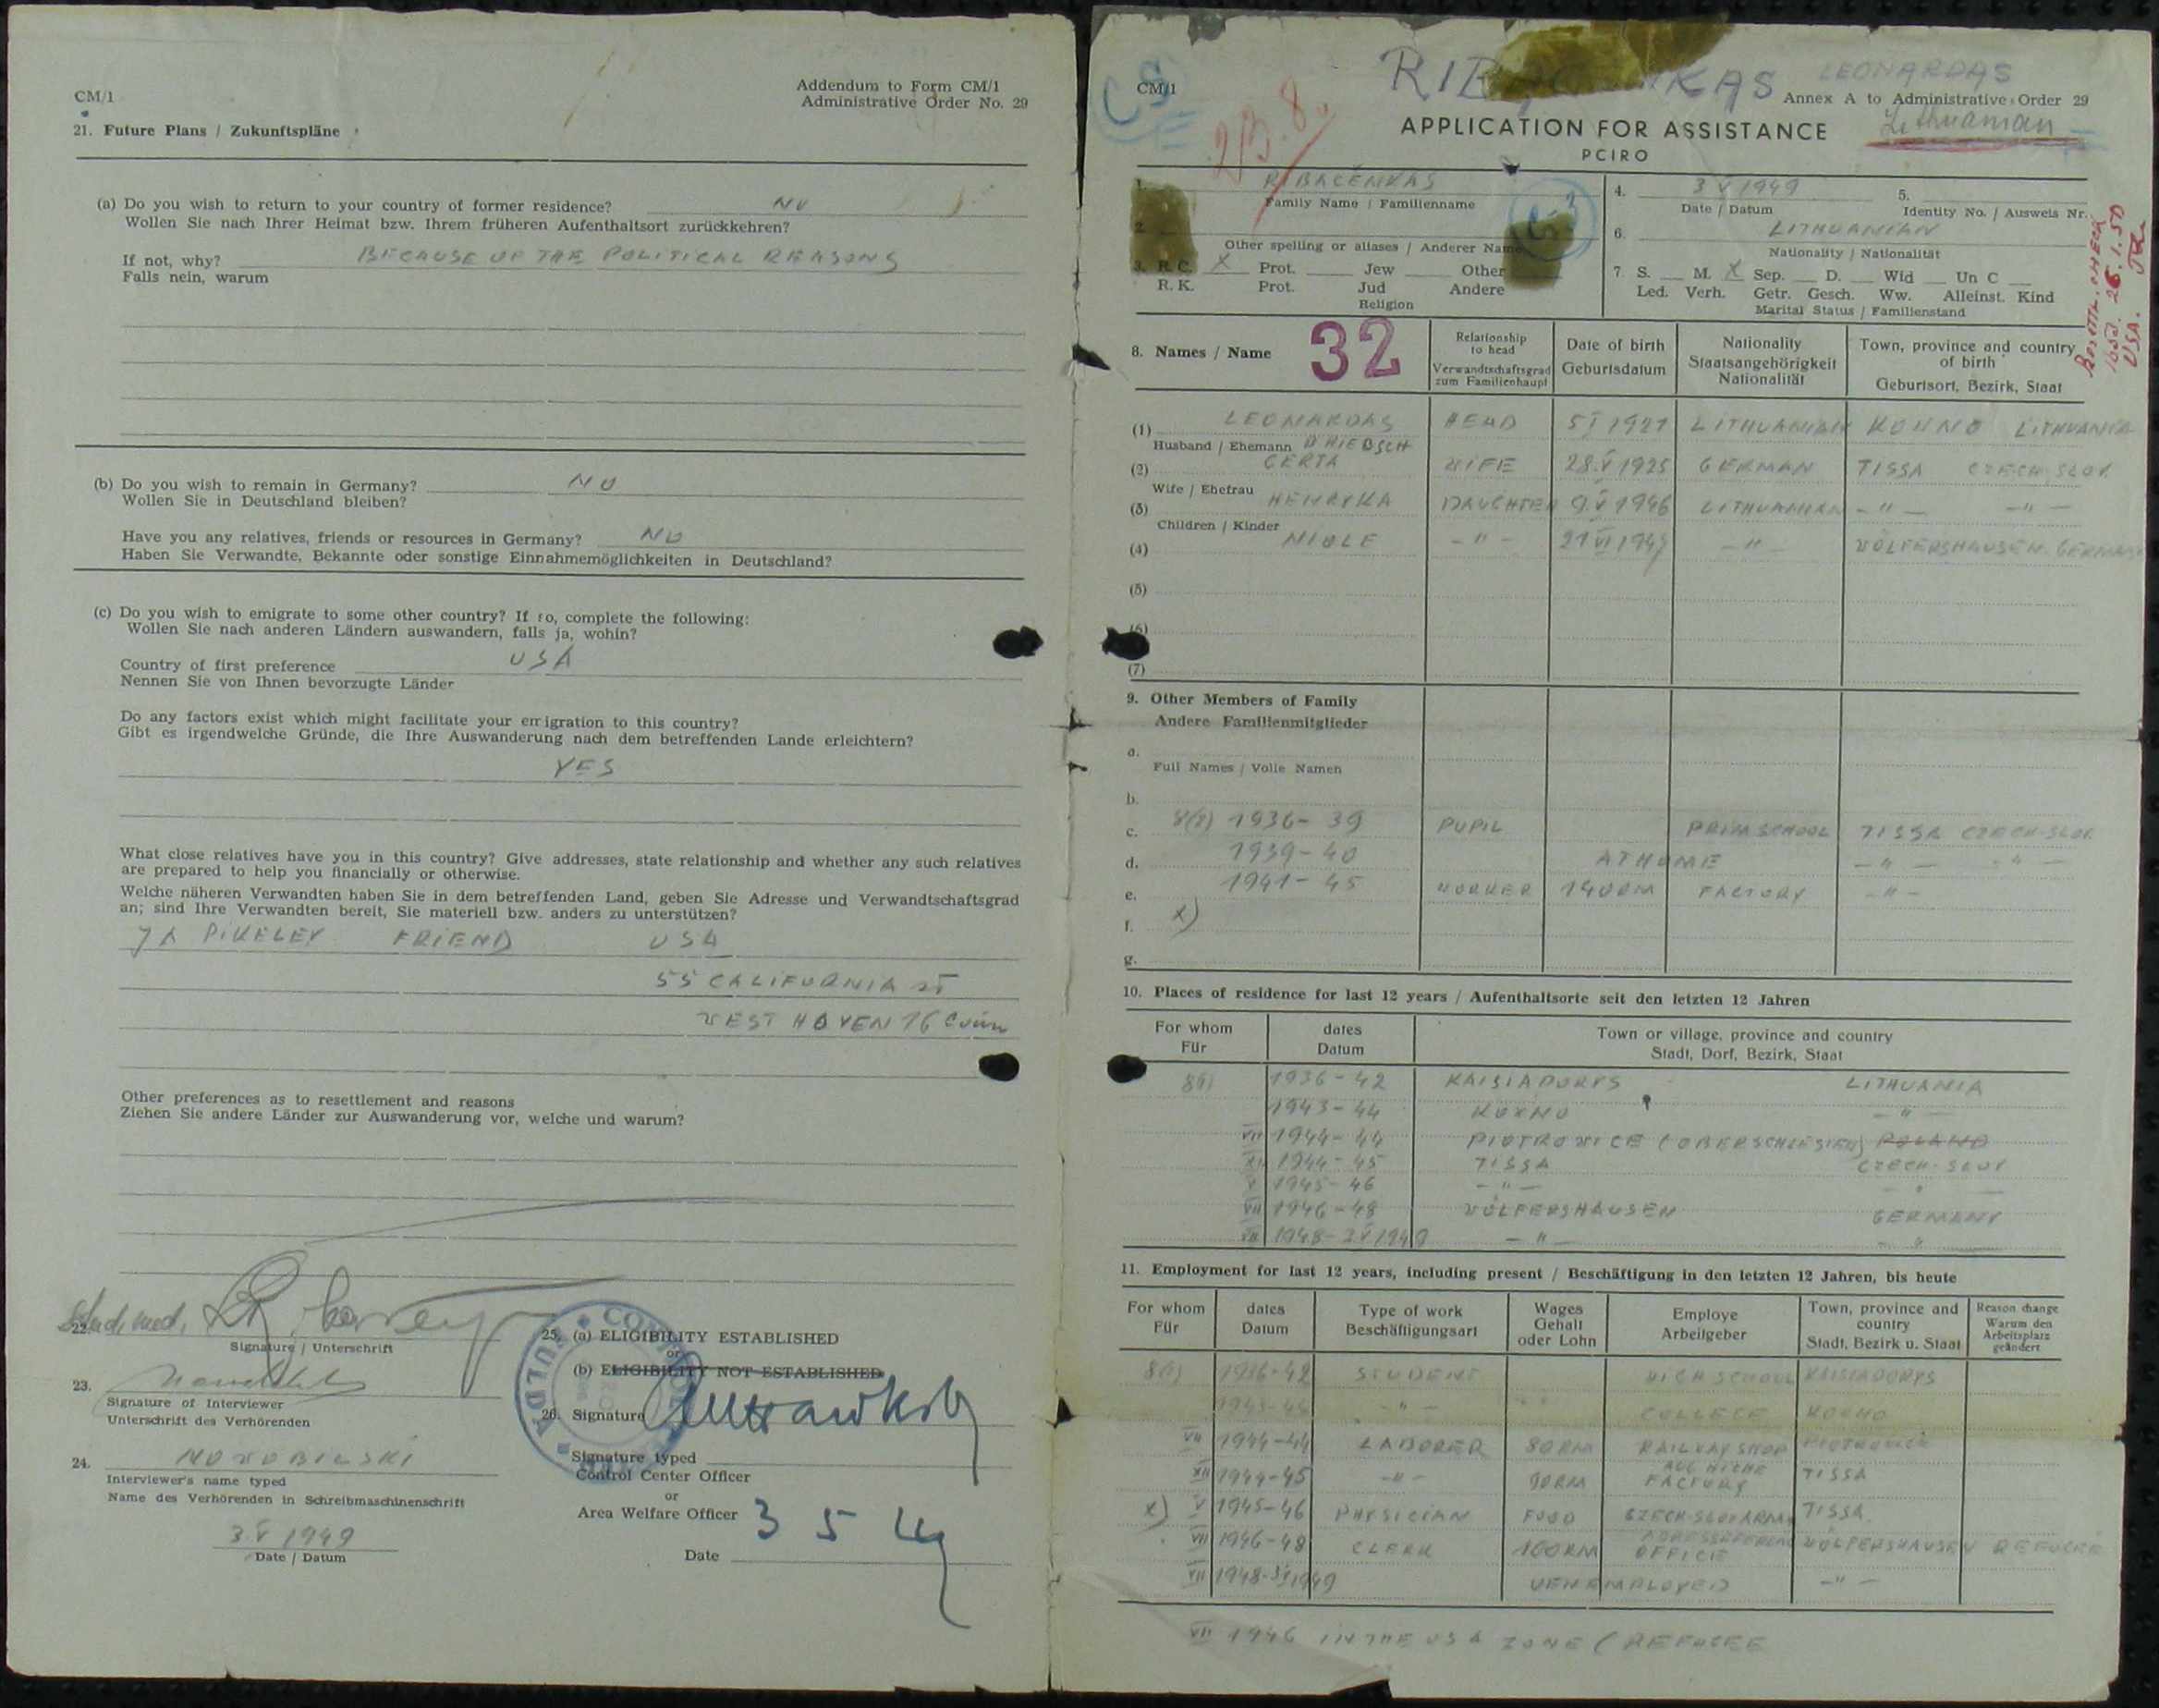 CM/1
Addendum to Form CM/1
Administrative Order No. 29
21. Future Plans / Zukunftspläne
(a) Do you wish to return to your country of former residence? NO
Wollen Sie nach Ihrer Heimat bzw. Ihrem früheren Aufenthaltsort zurückkehren?
If not, why? BECAUSE OF THE POLITICAL REASONS
Falls nein, warum
(b) Do you wish to remain in Germany? NO
Wollen Sie in Deutschland bleiben?
Have you any relatives, friends or resources in Germany? NO
Haben Sie Verwandte, Bekannte oder sonstige Einnahmemöglichkeiten in Deutschland?
(c) Do you wish to emigrate to some other country? If so, complete the following:
Wollen Sie nach anderen Ländern auswandern, falls ja, wohin?
Country of first preference USA
Nennen Sie von Ihnen bevorzugte Länder
Do any factors exist which might facilitate your emigration to this country?
Gibt es irgendwelche Gründe, die Ihre Auswanderung nach dem betreffenden Lande erleichtern?
YES
What close relatives have you in this country? Give addresses, state relationship and whether any such relatives
are prepared to help you financially or otherwise.
Welche näheren Verwandten haben Sie in dem betreffenden Land, geben Sie Adresse und Verwandtschaftsgrad
an; sind Ihre Verwandten bereit, Sie materiell bzw. anders zu unterstützen?
PIKELEY FRIEND USA
55 CALIFORNIA ST
WEST HAVEN 16 Conn
Other preferences as to resettlement and reasons
Ziehen Sie andere Länder zur Auswanderung vor, welche und warum?
22. Stud. med.
Signature / Unterschrift
23.
Signature of Interviewer
Unterschrift des Verhörenden
24. NOWOBILSKI
Interviewer's name typed
Name des Verhörenden in Schreibmaschinenschrift
3 V 1949
Date / Datum
25. (a) ELIGIBILITY ESTABLISHED
or
(b) ELIGIBILITY NOT ESTABLISHED
26. Signature
Signature typed
Control Center Officer
or
Area Welfare Officer
3 5 49
Date
CM/1
LEONARDAS
Annex A to Administrative Order 29
Lithuanian
APPLICATION FOR ASSISTANCE
PCIRO
2B.8.
1. RIBAČENKAS
Family Name / Familienname
2.
Other spelling or aliases / Anderer Name
3. R.C. X Prot. Jew Other
R. K. Prot. Jud Andere
Religion
4. 3 V 1949
Date / Datum
5.
Identity No. / Ausweis Nr.
6. LITHUANIAN
Nationality / Nationalität
7. S. M. X Sep. D. Wid Un C
Led. Verh. Getr. Gesch. Ww. Alleinst. Kind
Marital Status / Familienstand
26.1.50
USA.
8. Names / Name 32
Relationship to head
Verwandtschaftsgrad zum Familienhaupt
Date of birth
Geburtsdatum
Nationality
Staatsangehörigkeit
Nationalität
Town, province and country of birth
Geburtsort, Bezirk, Staat
(1) LEONARDAS HEAD 5 I 1921 LITHUANIAN KOWNO LITHUANIA
Husband / Ehemann
(2) GERTA WIFE 28.V 1925 GERMAN TISSA CZECH-SLOV.
Wife / Ehefrau
(3) HENRYKA DAUGHTER 9.V 1946 LITHUANIAN -"- -"-
Children / Kinder
(4) NIOLE -"- 21 VI 1947 -"- WÖLFERSHAUSEN GERMANY
(5)
(6)
(7)
9. Other Members of Family
Andere Familienmitglieder
a.
Full Names / Volle Namen
b.
c. 8(2) 1936-39 PUPIL PRIM SCHOOL TISSA CZECH-SLOV
d. 1939-40 AT HOME -"- -"-
e. 1941-45 WORKER 140RM FACTORY -"-
f. x)
g.
10. Places of residence for last 12 years / Aufenthaltsorte seit den letzten 12 Jahren
For whom
Für
dates
Datum
Town or village, province and country
Stadt, Dorf, Bezirk, Staat
8(1) 1936-42 KAISIADORYS LITHUANIA
1943-44 KOWNO -"-
VII 1944-44 PIOTROWICE (OBERSCHLESIEN) POLAND
XII 1944-45 TISSA CZECH-SLOV
V 1945-46 -"- -"-
VII 1946-48 WÖLFERSHAUSEN GERMANY
VII 1948-3 V 1949 -"- -"-
11. Employment for last 12 years, including present / Beschäftigung in den letzten 12 Jahren, bis heute
For whom
Für
dates
Datum
Type of work
Beschäftigungsart
Wages
Gehalt
oder Lohn
Employe
Arbeitgeber
Town, province and country
Stadt, Bezirk u. Staat
Reason change
Warum den Arbeitsplatz geändert
8(1) 1936-42 STUDENT HIGH SCHOOL KAISIADORYS
1943-44 -"- COLLEGE KOWNO
VII 1944-44 LABORER 80RM RAILWAY SHOP PIOTROWICE
XII 1944-45 -"- 90RM FACTORY TISSA
x) V 1945-46 PHYSICIAN FOOD CZECH-SLOV ARMY TISSA
VII 1946-48 CLERK 160RM OFFICE WÖLFERSHAUSEN REFUGEE
VII 1948-3 V 1949 UENEMPLOYED -"-
VII 1946 IN THE USA ZONE (REFUGEE